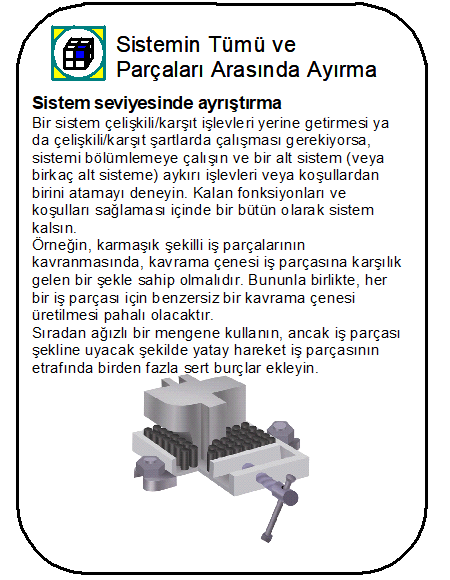 Sistemin Tümü ve
Parçaları Arasında Ayırma
Sistem seviyesinde ayrıştırma
Bir sistem çelişkili/karşıt işlevleri yerine getirmesi ya
da çelişkili/karşıt şartlarda çalışması gerekiyorsa,
sistemi bölümlemeye çalışın ve bir alt sistem (veya
birkaç alt sisteme) aykırı işlevleri veya koşullardan
birini atamayı deneyin. Kalan fonksiyonları ve
koşulları sağlaması içinde bir bütün olarak sistem
kalsın.
Örneğin, karmaşık şekilli iş parçalarının
kavranmasında, kavrama çenesi iş parçasına karşılık
gelen bir şekle sahip olmalıdır. Bununla birlikte, her
bir iş parçası için benzersiz bir kavrama çenesi
üretilmesi pahalı olacaktır.
Sıradan ağızlı bir mengene kullanın, ancak iş parçası
şekline uyacak şekilde yatay hareket iş parçasının
etrafında birden fazla sert burçlar ekleyin.